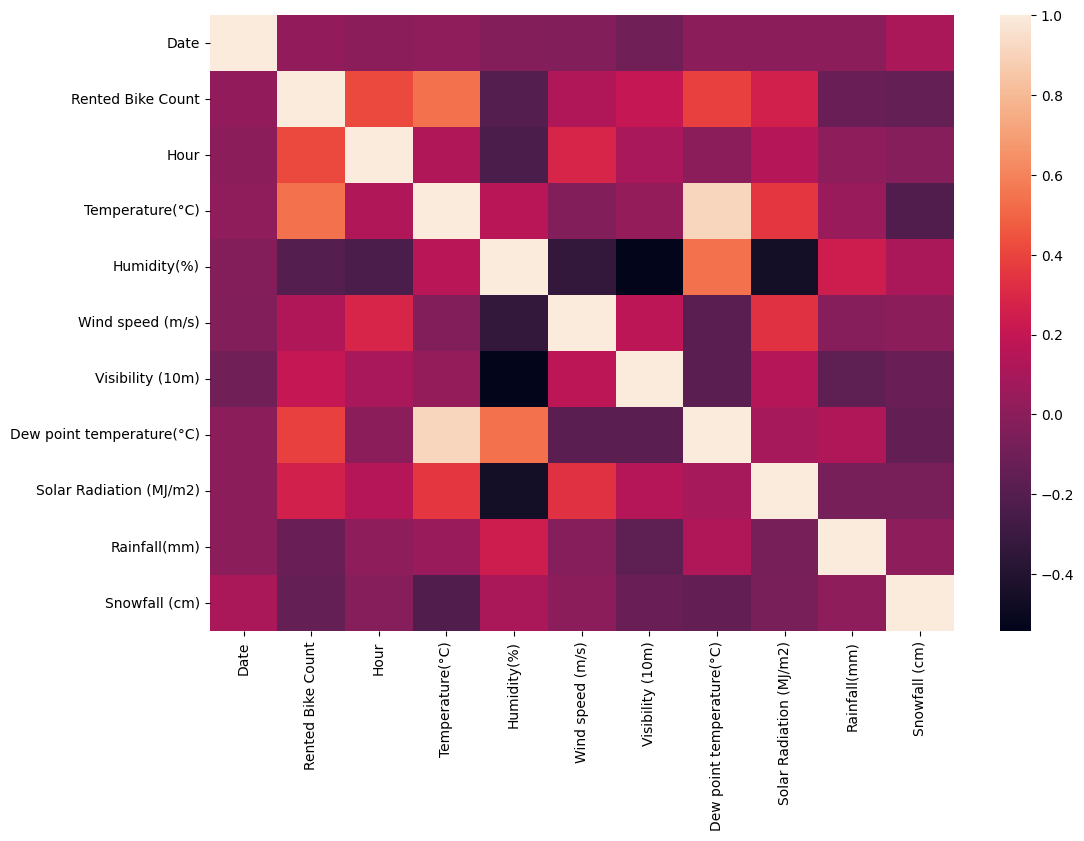 Date
Rented Bike Count
Hour
Temperature(°C)
Humidity(%)
Wind speed (m/s)
Visibility (10m)
Dew point temperature(°C)
Solar Radiation (MJ/m2)
Rainfall(mm)
Snowfall (cm)
Date
Rented Bike Count
Hour
Temperature(°C)
Humidity(%)
Wind speed (m/s)
Visibility (10m)
Dew point temperature(°C)
Solar Radiation (MJ/m2)
Rainfall(mm)
Snowfall (cm)
1.0
0.8
0.6
0.4
0.2
0.0
−0.2
−0.4